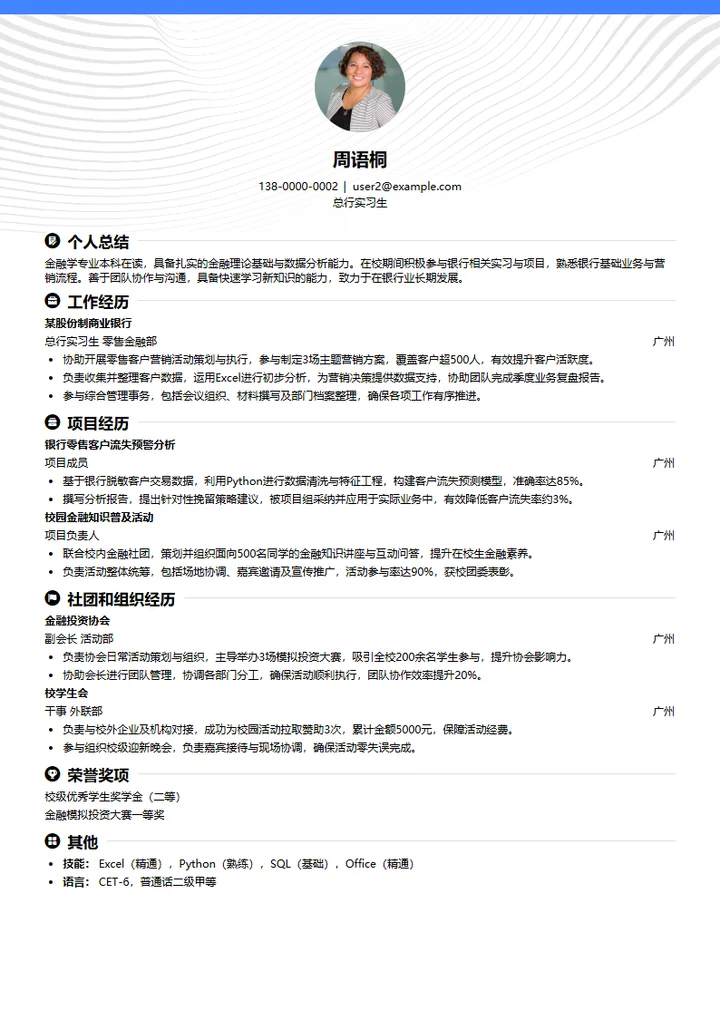 周语桐
138-0000-0002 | user2@example.com
总行实习生
个人总结
金融学专业本科在读，具备扎实的金融理论基础与数据分析能力。在校期间积极参与银行相关实习与项目，熟悉银行基础业务与营
销流程。善于团队协作与沟通，具备快速学习新知识的能力，致力于在银行业长期发展。
工作经历
某股份制商业银行
总行实习生 零售金融部 广州
• 协助开展零售客户营销活动策划与执行，参与制定3场主题营销方案，覆盖客户超500人，有效提升客户活跃度。
• 负责收集并整理客户数据，运用Excel进行初步分析，为营销决策提供数据支持，协助团队完成季度业务复盘报告。
• 参与综合管理事务，包括会议组织、材料撰写及部门档案整理，确保各项工作有序推进。
项目经历
银行零售客户流失预警分析
项目成员 广州
• 基于银行脱敏客户交易数据，利用Python进行数据清洗与特征工程，构建客户流失预测模型，准确率达85%。
• 撰写分析报告，提出针对性挽留策略建议，被项目组采纳并应用于实际业务中，有效降低客户流失率约3%。
校园金融知识普及活动
项目负责人 广州
• 联合校内金融社团，策划并组织面向500名同学的金融知识讲座与互动问答，提升在校生金融素养。
• 负责活动整体统筹，包括场地协调、嘉宾邀请及宣传推广，活动参与率达90%，获校团委表彰。
社团和组织经历
金融投资协会
副会长 活动部 广州
• 负责协会日常活动策划与组织，主导举办3场模拟投资大赛，吸引全校200余名学生参与，提升协会影响力。
• 协助会长进行团队管理，协调各部门分工，确保活动顺利执行，团队协作效率提升20%。
校学生会
干事 外联部 广州
• 负责与校外企业及机构对接，成功为校园活动拉取赞助3次，累计金额5000元，保障活动经费。
• 参与组织校级迎新晚会，负责嘉宾接待与现场协调，确保活动零失误完成。
荣誉奖项
校级优秀学生奖学金（二等）
金融模拟投资大赛一等奖
其他
• 技能： Excel（精通），Python（熟练），SQL（基础），Office（精通）
• 语言： CET-6，普通话二级甲等